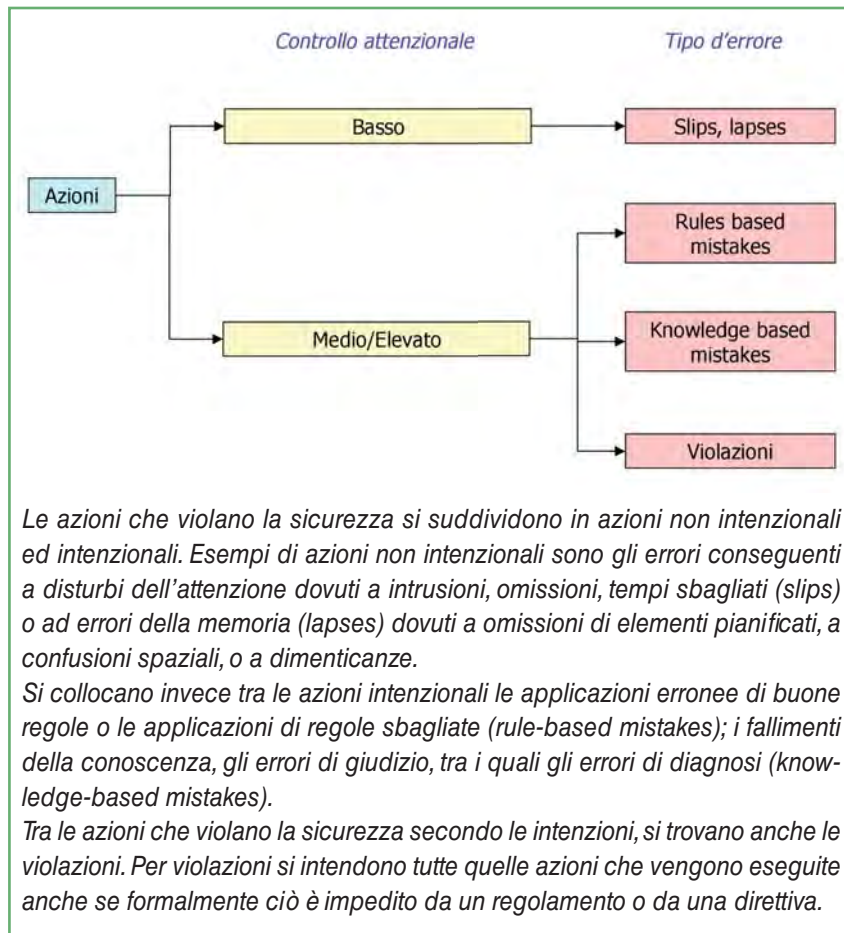 Controllo attenzionale
Tipo d'errore
Basso
Slips, lapses
Azioni
Rules based
mistakes
Medio/Elevato
Knowledge based
mistakes
Violazioni
Le azioni che violano la sicurezza si suddividono in azioni non intenzionali
ed intenzionali. Esempi di azioni non intenzionali sono gli errori conseguenti
a disturbi dell'attenzione dovuti a intrusioni, omissioni, tempi sbagliati (slips)
o ad errori della memoria (lapses) dovuti a omissioni di elementi pianificati, a
confusioni spaziali, o a dimenticanze.
Si collocano invece tra le azioni intenzionali le applicazioni erronee di buone
regole o le applicazioni di regole sbagliate (rule-based mistakes); i fallimenti
della conoscenza, gli errori di giudizio, tra i quali gli errori di diagnosi (know-
ledge-based mistakes).
Tra le azioni che violano la sicurezza secondo le intenzioni, si trovano anche le
violazioni. Per violazioni si intendono tutte quelle azioni che vengono eseguite
anche se formalmente ciò è impedito da un regolamento o da una direttiva.